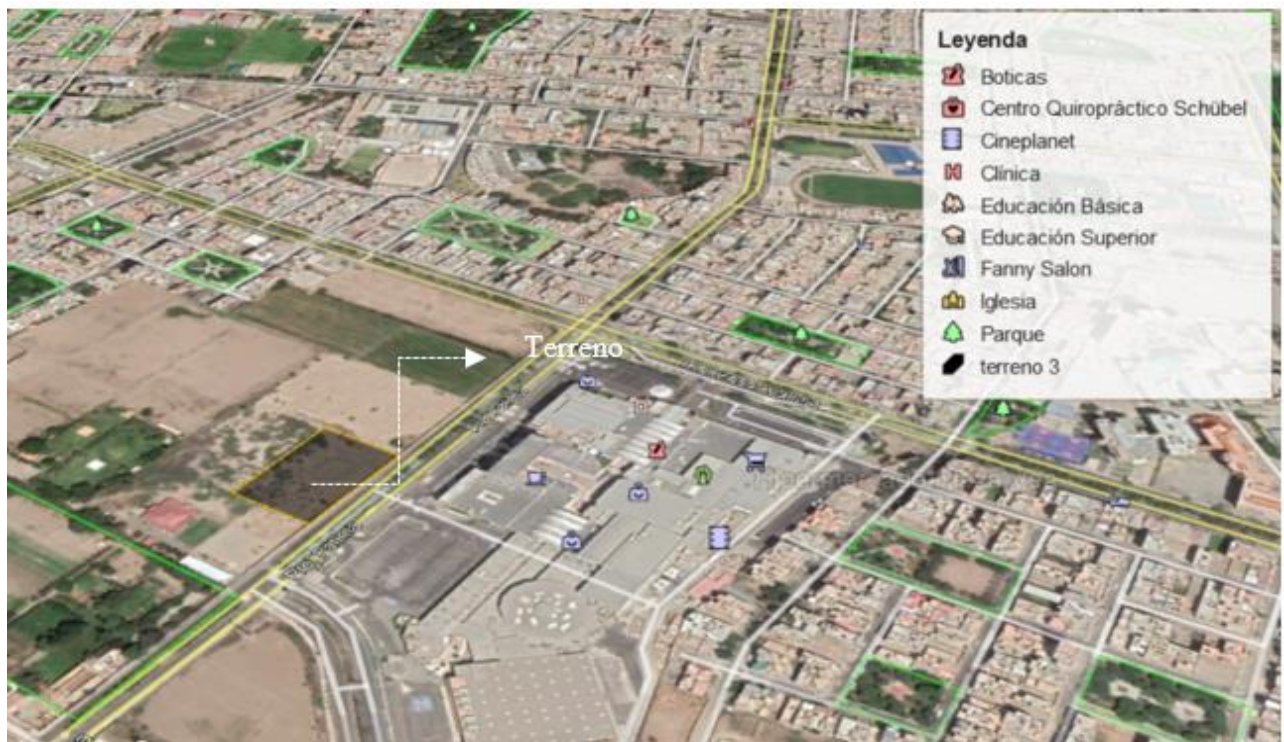 Leyenda
Boticas
Centro Quiropráctico Schübel
Cineplanet
Clínica
Educación Básica
Educación Superior
Fanny Salon
Iglesia
Parque
terreno 3
Terreno